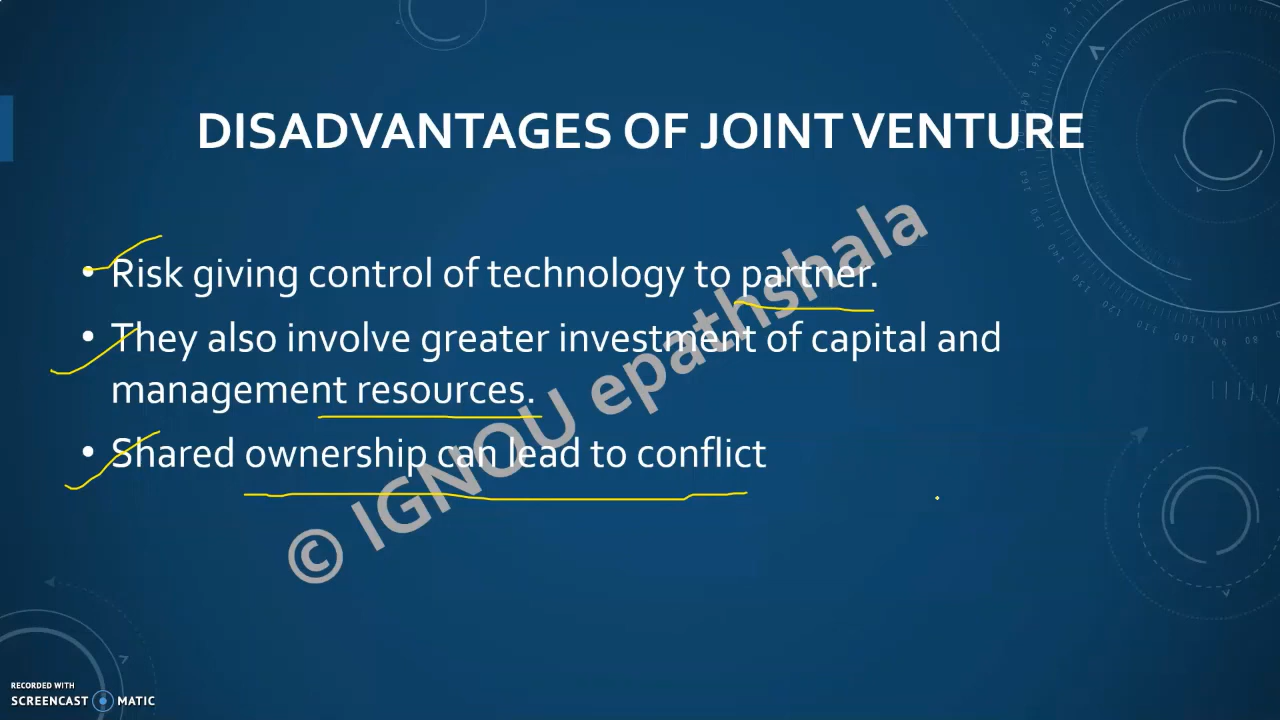 DISADVANTAGES OF JOINT VENTURE
• Risk giving control of technology to partner.
• They also involve greater investment of capital and
management resources.
• Shared ownership can lead to conflict
© IGNOU epathshala
RECORDED WITH
SCREENCAST MATIC